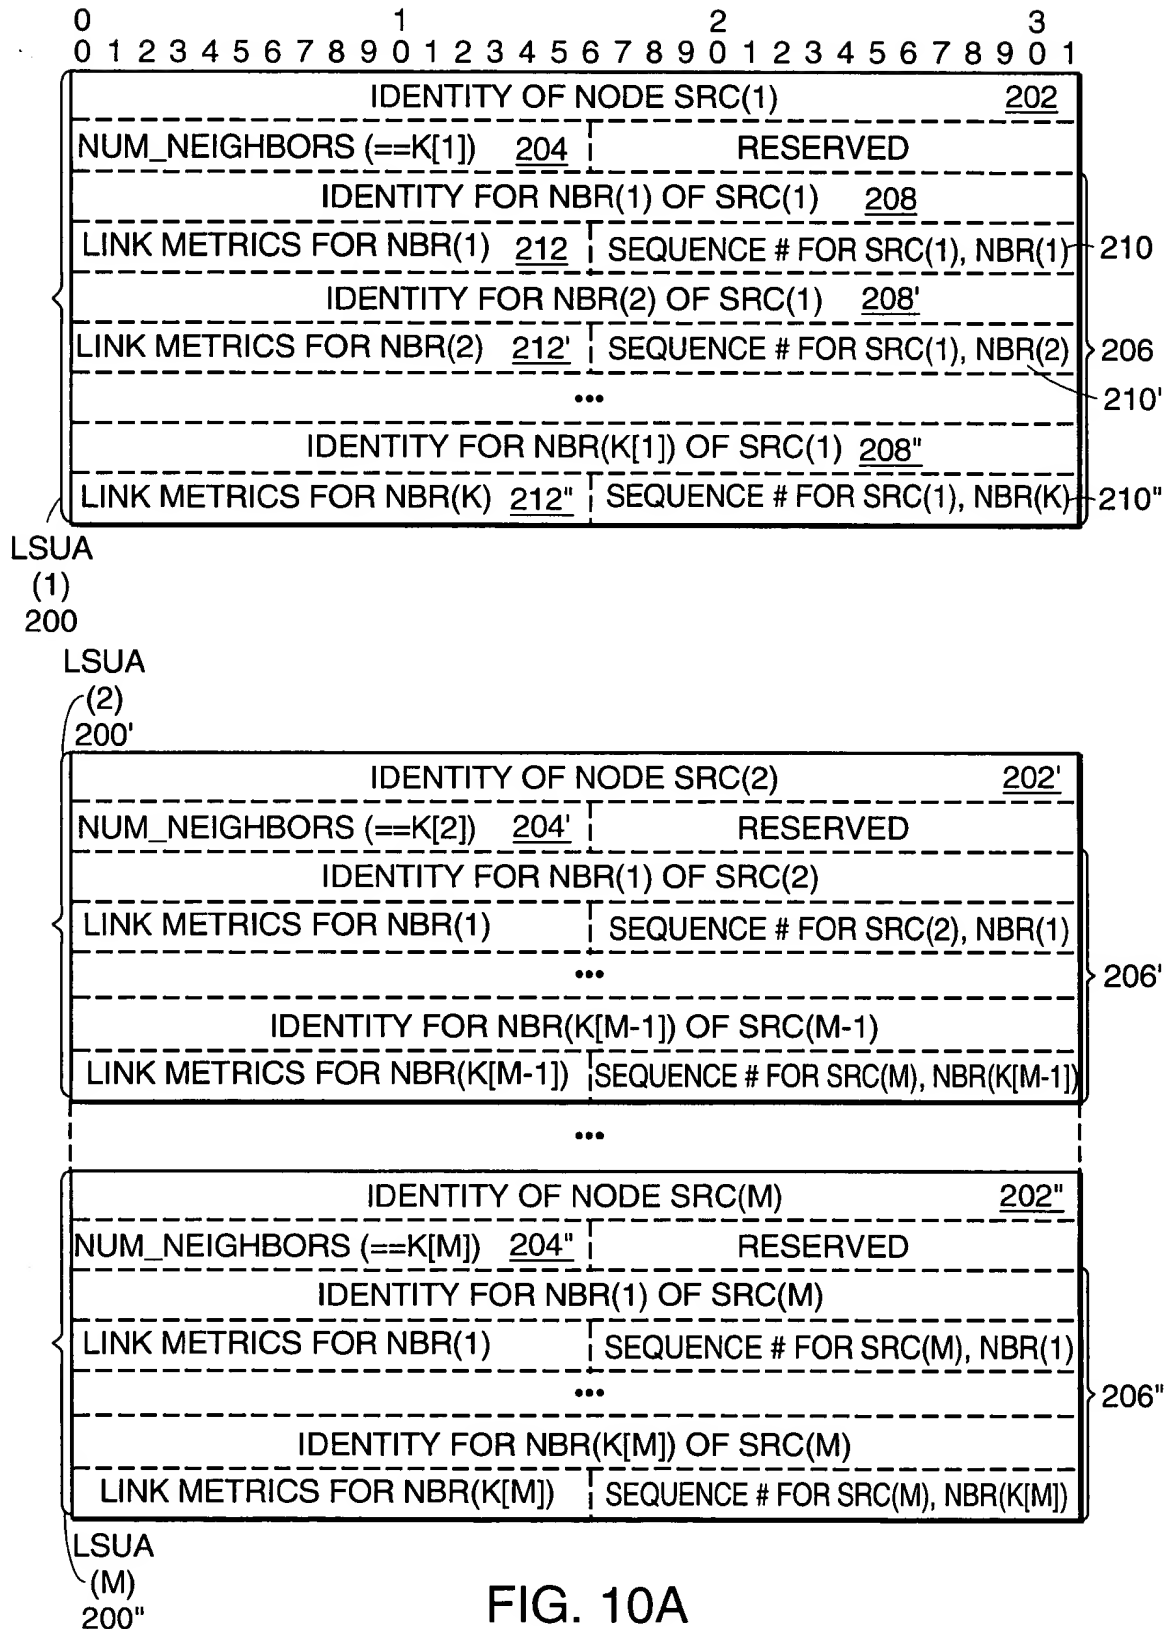 0 1 2 3
0 1 2 3 4 5 6 7 8 9 0 1 2 3 4 5 6 7 8 9 0 1 2 3 4 5 6 7 8 9 0 1
IDENTITY OF NODE SRC(1) 202
NUM_NEIGHBORS (==K[1]) 204 RESERVED
IDENTITY FOR NBR(1) OF SRC(1) 208
LINK METRICS FOR NBR(1) 212 SEQUENCE # FOR SRC(1), NBR(1) 210
IDENTITY FOR NBR(2) OF SRC(1) 208'
LINK METRICS FOR NBR(2) 212' SEQUENCE # FOR SRC(1), NBR(2) 206
••• 210'
IDENTITY FOR NBR(K[1]) OF SRC(1) 208"
LINK METRICS FOR NBR(K) 212" SEQUENCE # FOR SRC(1), NBR(K) 210"
LSUA
(1)
200
LSUA
(2)
200'
IDENTITY OF NODE SRC(2) 202'
NUM_NEIGHBORS (==K[2]) 204' RESERVED
IDENTITY FOR NBR(1) OF SRC(2)
LINK METRICS FOR NBR(1) SEQUENCE # FOR SRC(2), NBR(1)
••• 206'
IDENTITY FOR NBR(K[M-1]) OF SRC(M-1)
LINK METRICS FOR NBR(K[M-1]) SEQUENCE # FOR SRC(M), NBR(K[M-1])
•••
IDENTITY OF NODE SRC(M) 202"
NUM_NEIGHBORS (==K[M]) 204" RESERVED
IDENTITY FOR NBR(1) OF SRC(M)
LINK METRICS FOR NBR(1) SEQUENCE # FOR SRC(M), NBR(1)
••• 206"
IDENTITY FOR NBR(K[M]) OF SRC(M)
LINK METRICS FOR NBR(K[M]) SEQUENCE # FOR SRC(M), NBR(K[M])
LSUA
(M)
200"
FIG. 10A